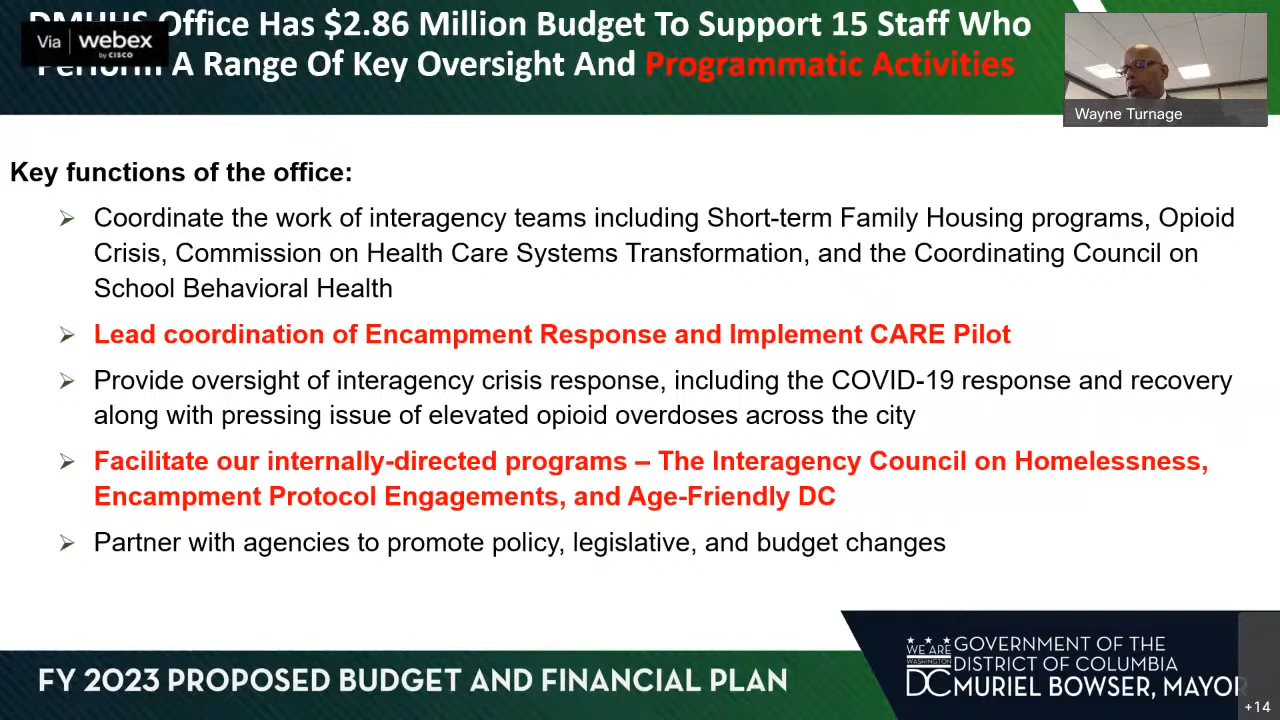 DMHHS Office Has $2.86 Million Budget To Support 15 Staff Who
Perform A Range Of Key Oversight And Programmatic Activities
Via webex
by CISCO
Wayne Turnage
Key functions of the office:
Coordinate the work of interagency teams including Short-term Family Housing programs, Opioid
Crisis, Commission on Health Care Systems Transformation, and the Coordinating Council on
School Behavioral Health
Lead coordination of Encampment Response and Implement CARE Pilot
Provide oversight of interagency crisis response, including the COVID-19 response and recovery
along with pressing issue of elevated opioid overdoses across the city
Facilitate our internally-directed programs – The Interagency Council on Homelessness,
Encampment Protocol Engagements, and Age-Friendly DC
Partner with agencies to promote policy, legislative, and budget changes
FY 2023 PROPOSED BUDGET AND FINANCIAL PLAN
WE ARE
WASHINGTON
DC
GOVERNMENT OF THE
DISTRICT OF COLUMBIA
MURIEL BOWSER, MAYOR
+14